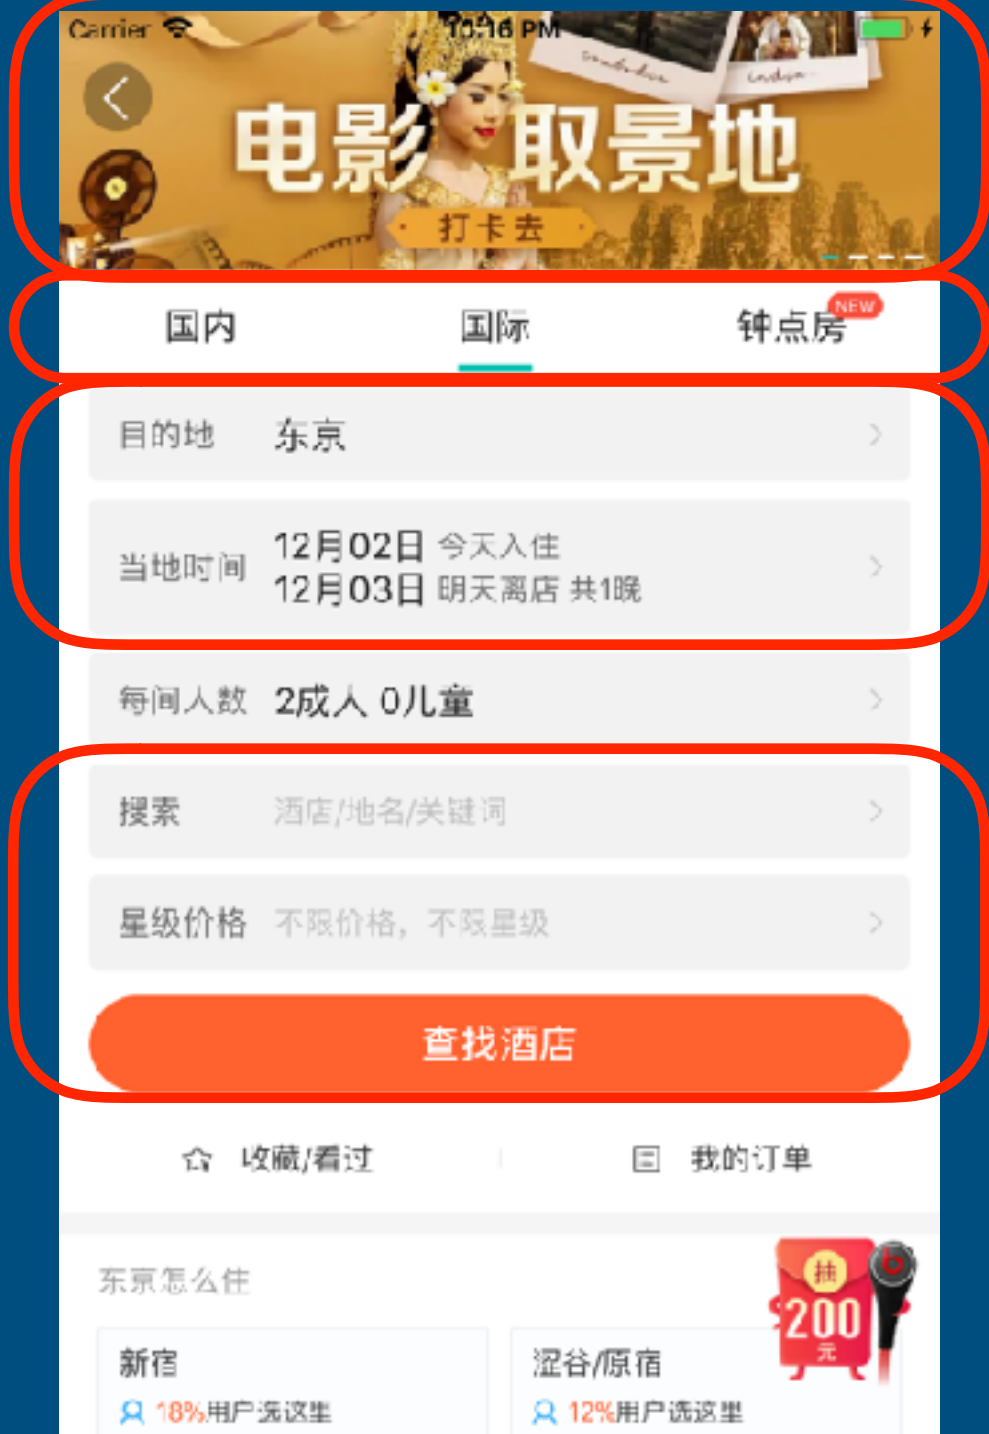 Carrier 10:16 PM
电影 取景地
打卡去
国内 国际 钟点房 NEW
目的地 东京
当地时间 12月02日 今天入住
12月03日 明天离店 共1晚
每间人数 2成人 0儿童
搜索 酒店/地名/关键词
星级价格 不限价格，不限星级
查找酒店
收藏/看过 我的订单
东京怎么住
抽
200
元
新宿 涩谷/原宿
18%用户选这里 12%用户选这里